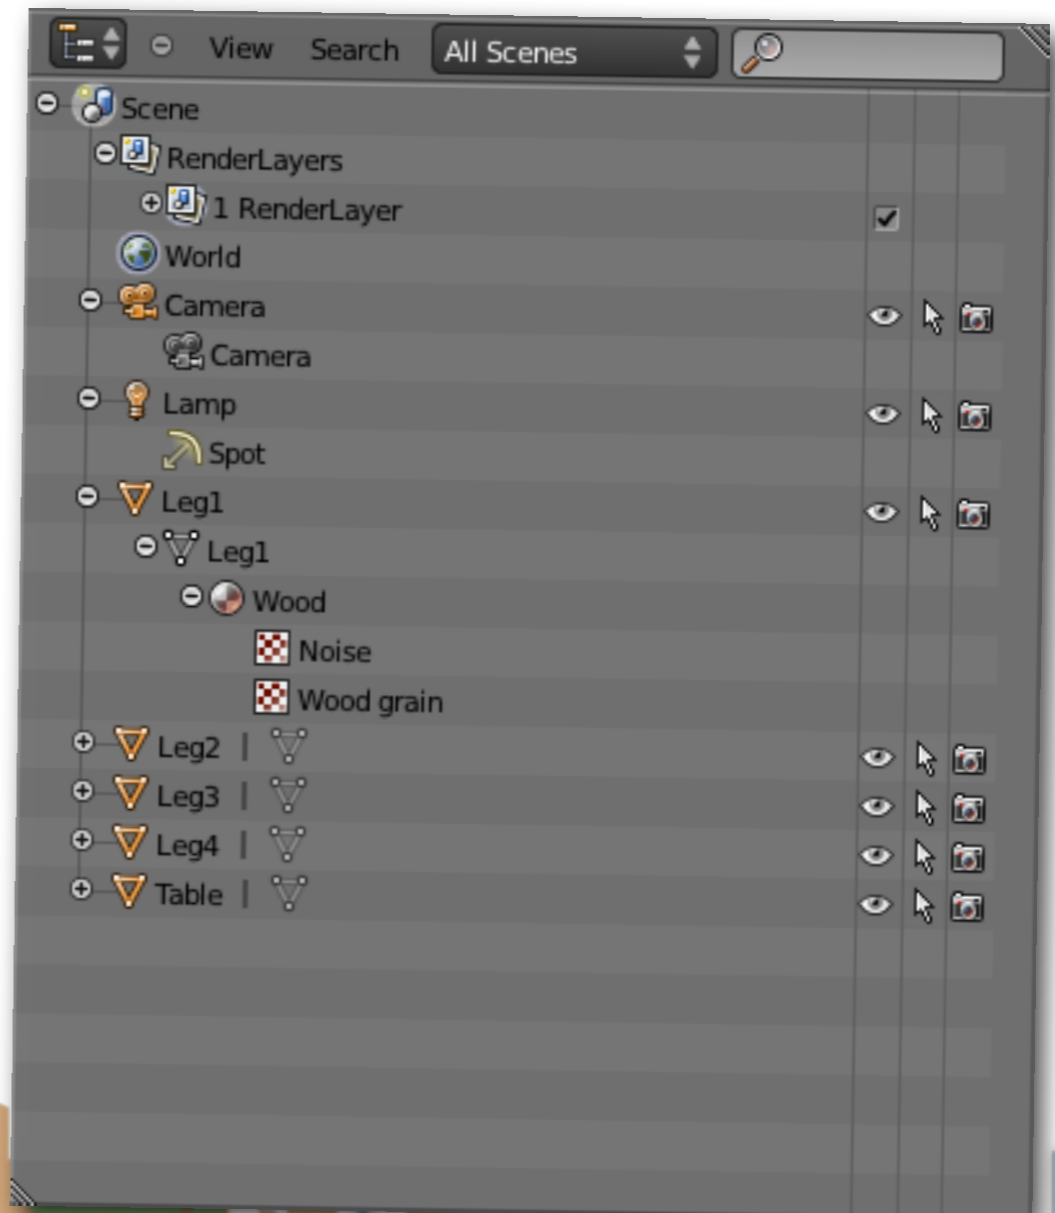 View Search All Scenes
Scene
RenderLayers
1 RenderLayer
World
Camera
Camera
Lamp
Spot
Leg1
Leg1
Wood
Noise
Wood grain
Leg2 |
Leg3 |
Leg4 |
Table |